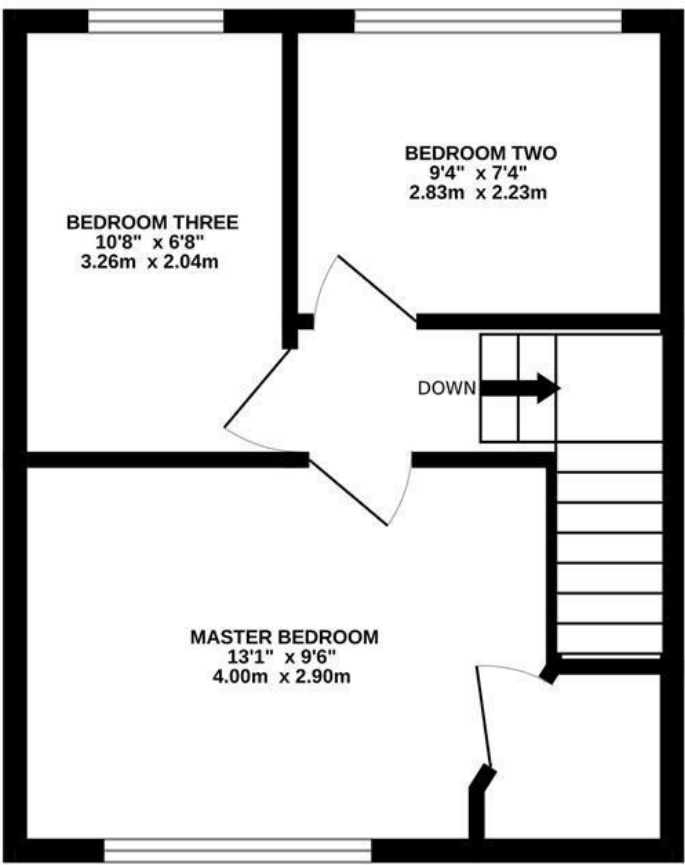 BEDROOM TWO
9'4" x 7'4"
2.83m x 2.23m
BEDROOM THREE
10'8" x 6'8"
3.26m x 2.04m
DOWN
MASTER BEDROOM
13'1" x 9'6"
4.00m x 2.90m